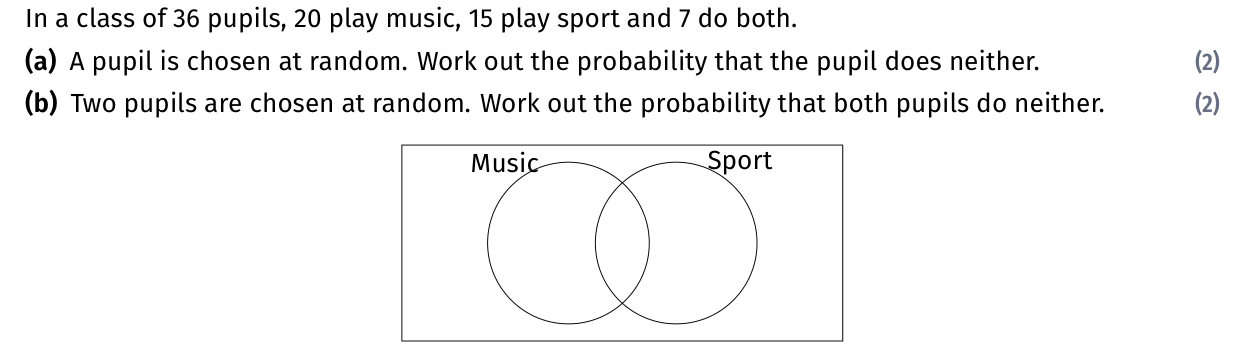 In a class of 36 pupils, 20 play music, 15 play sport and 7 do both.
(a) A pupil is chosen at random. Work out the probability that the pupil does neither. (2)
(b) Two pupils are chosen at random. Work out the probability that both pupils do neither. (2)
Music Sport